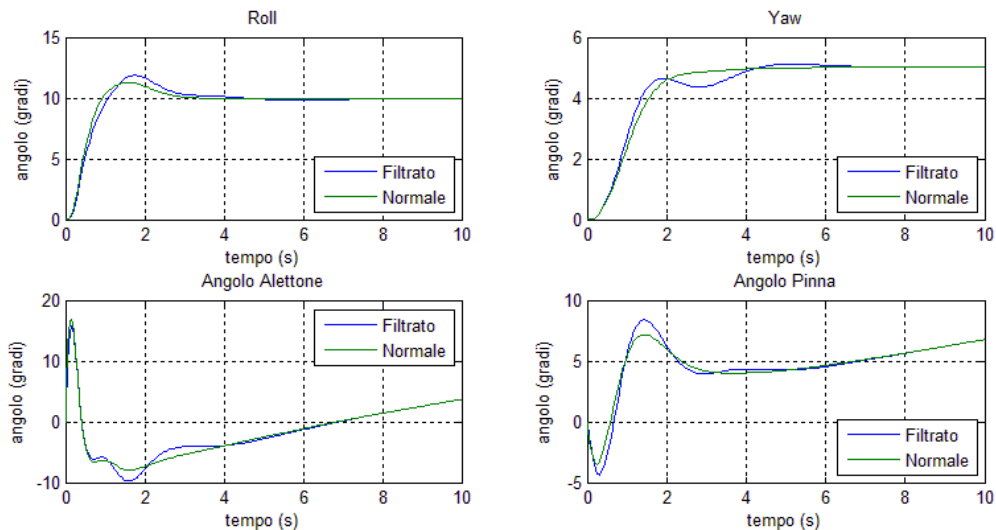 Roll
15
10
5
0
angolo (gradi)
Filtrato
Normale
0 2 4 6 8 10
tempo (s)
Yaw
6
4
2
0
angolo (gradi)
Filtrato
Normale
0 2 4 6 8 10
tempo (s)
Angolo Alettone
20
10
0
-10
angolo (gradi)
Filtrato
Normale
0 2 4 6 8 10
tempo (s)
Angolo Pinna
10
5
0
-5
angolo (gradi)
Filtrato
Normale
0 2 4 6 8 10
tempo (s)